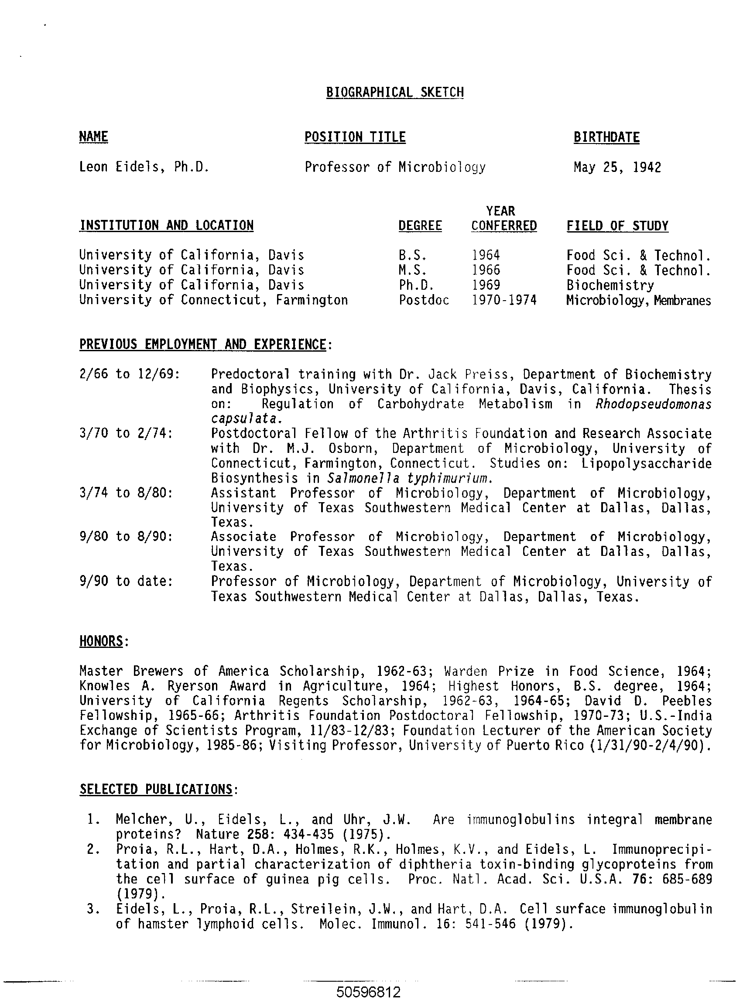 BIOGRAPHICAL SKETCH
NAME POSITION TITLE BIRTHDATE
Leon Eidels, Ph.D. Professor of Microbiology May 25, 1942
YEAR
INSTITUTION AND LOCATION DEGREE CONFERRED FIELD OF STUDY
University of California, Davis B.S. 1964 Food Sci. & Technol.
University of California, Davis M.S. 1966 Food Sci. & Technol.
University of California, Davis Ph.D. 1969 Biochemistry
University of Connecticut, Farmington Postdoc 1970-1974 Microbiology, Membranes
PREVIOUS EMPLOYMENT AND EXPERIENCE:
2/66 to 12/69: Predoctoral training with Dr. Jack Preiss, Department of Biochemistry
and Biophysics, University of California, Davis, California. Thesis
on: Regulation of Carbohydrate Metabolism in Rhodopseudomonas
capsulata.
3/70 to 2/74: Postdoctoral Fellow of the Arthritis Foundation and Research Associate
with Dr. M.J. Osborn, Department of Microbiology, University of
Connecticut, Farmington, Connecticut. Studies on: Lipopolysaccharide
Biosynthesis in Salmonella typhimurium.
3/74 to 8/80: Assistant Professor of Microbiology, Department of Microbiology,
University of Texas Southwestern Medical Center at Dallas, Dallas,
Texas.
9/80 to 8/90: Associate Professor of Microbiology, Department of Microbiology,
University of Texas Southwestern Medical Center at Dallas, Dallas,
Texas.
9/90 to date: Professor of Microbiology, Department of Microbiology, University of
Texas Southwestern Medical Center at Dallas, Dallas, Texas.
HONORS:
Master Brewers of America Scholarship, 1962-63; Warden Prize in Food Science, 1964;
Knowles A. Ryerson Award in Agriculture, 1964; Highest Honors, B.S. degree, 1964;
University of California Regents Scholarship, 1962-63, 1964-65; David D. Peebles
Fellowship, 1965-66; Arthritis Foundation Postdoctoral Fellowship, 1970-73; U.S.-India
Exchange of Scientists Program, 11/83-12/83; Foundation Lecturer of the American Society
for Microbiology, 1985-86; Visiting Professor, University of Puerto Rico (1/31/90-2/4/90).
SELECTED PUBLICATIONS:
1. Melcher, U., Eidels, L., and Uhr, J.W. Are immunoglobulins integral membrane
proteins? Nature 258: 434-435 (1975).
2. Proia, R.L., Hart, D.A., Holmes, R.K., Holmes, K.V., and Eidels, L. Immunoprecipi-
tation and partial characterization of diphtheria toxin-binding glycoproteins from
the cell surface of guinea pig cells. Proc. Natl. Acad. Sci. U.S.A. 76: 685-689
(1979).
3. Eidels, L., Proia, R.L., Streilein, J.W., and Hart, D.A. Cell surface immunoglobulin
of hamster lymphoid cells. Molec. Immunol. 16: 541-546 (1979).
50596812